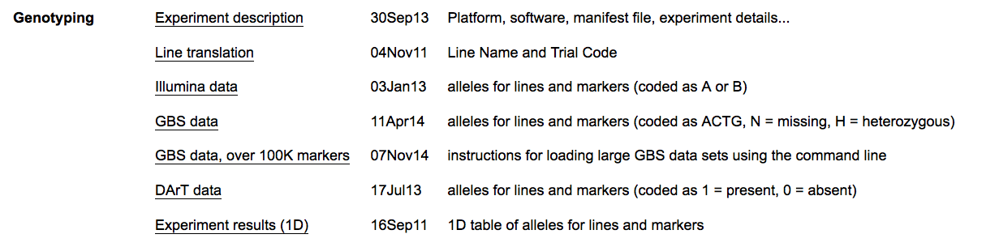 Genotyping Experiment description 30Sep13 Platform, software, manifest file, experiment details...
Line translation 04Nov11 Line Name and Trial Code
Illumina data 03Jan13 alleles for lines and markers (coded as A or B)
GBS data 11Apr14 alleles for lines and markers (coded as ACTG, N = missing, H = heterozygous)
GBS data, over 100K markers 07Nov14 instructions for loading large GBS data sets using the command line
DArT data 17Jul13 alleles for lines and markers (coded as 1 = present, 0 = absent)
Experiment results (1D) 16Sep11 1D table of alleles for lines and markers